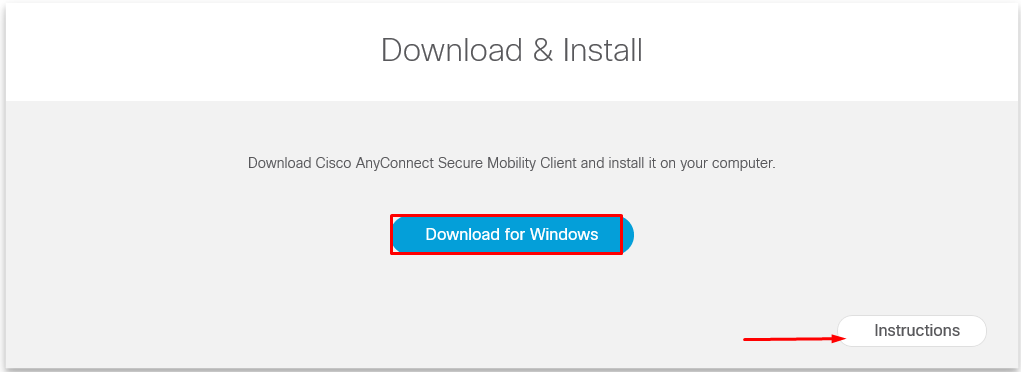 Download & Install
Download Cisco AnyConnect Secure Mobility Client and install it on your computer.
Download for Windows
Instructions